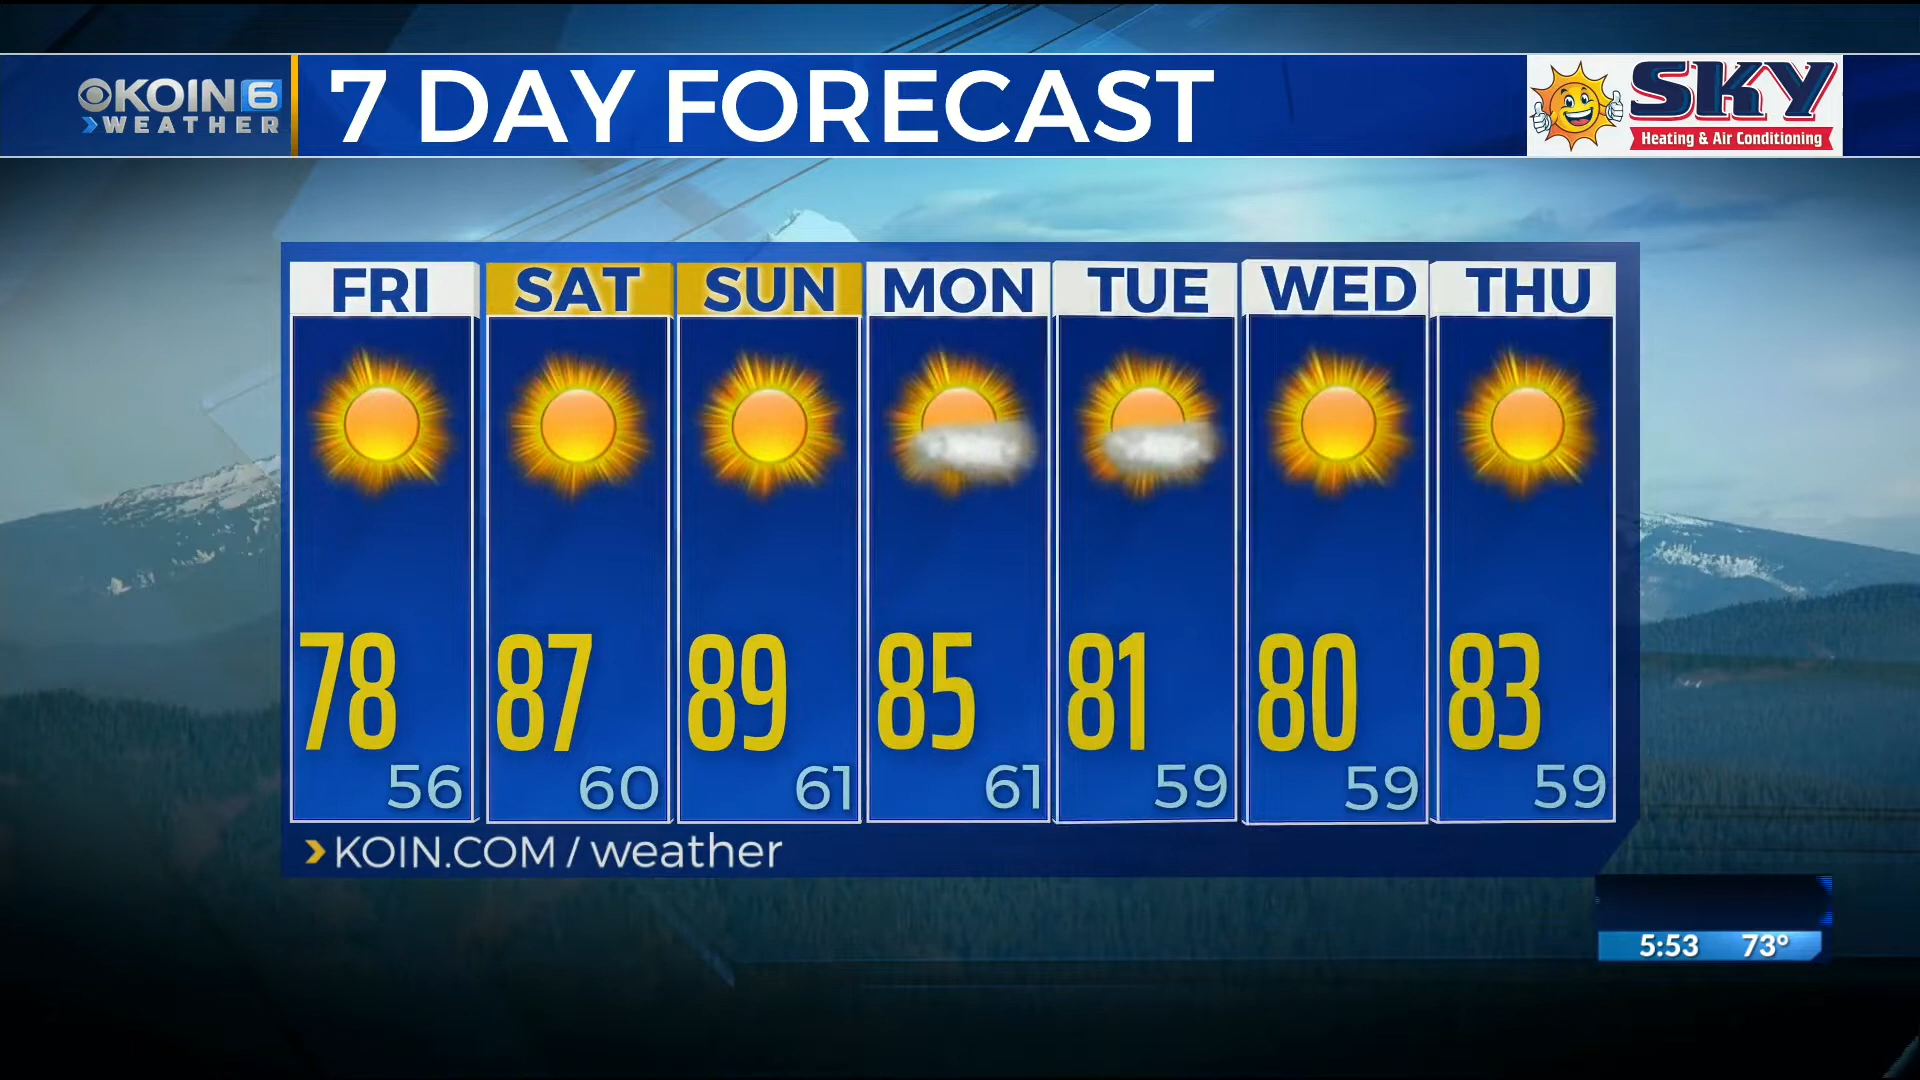 KOIN 6
WEATHER
7 DAY FORECAST
SKY
Heating & Air Conditioning
FRI SAT SUN MON TUE WED THU
78 87 89 85 81 80 83
56 60 61 61 59 59 59
KOIN.COM / weather
5:53 73°